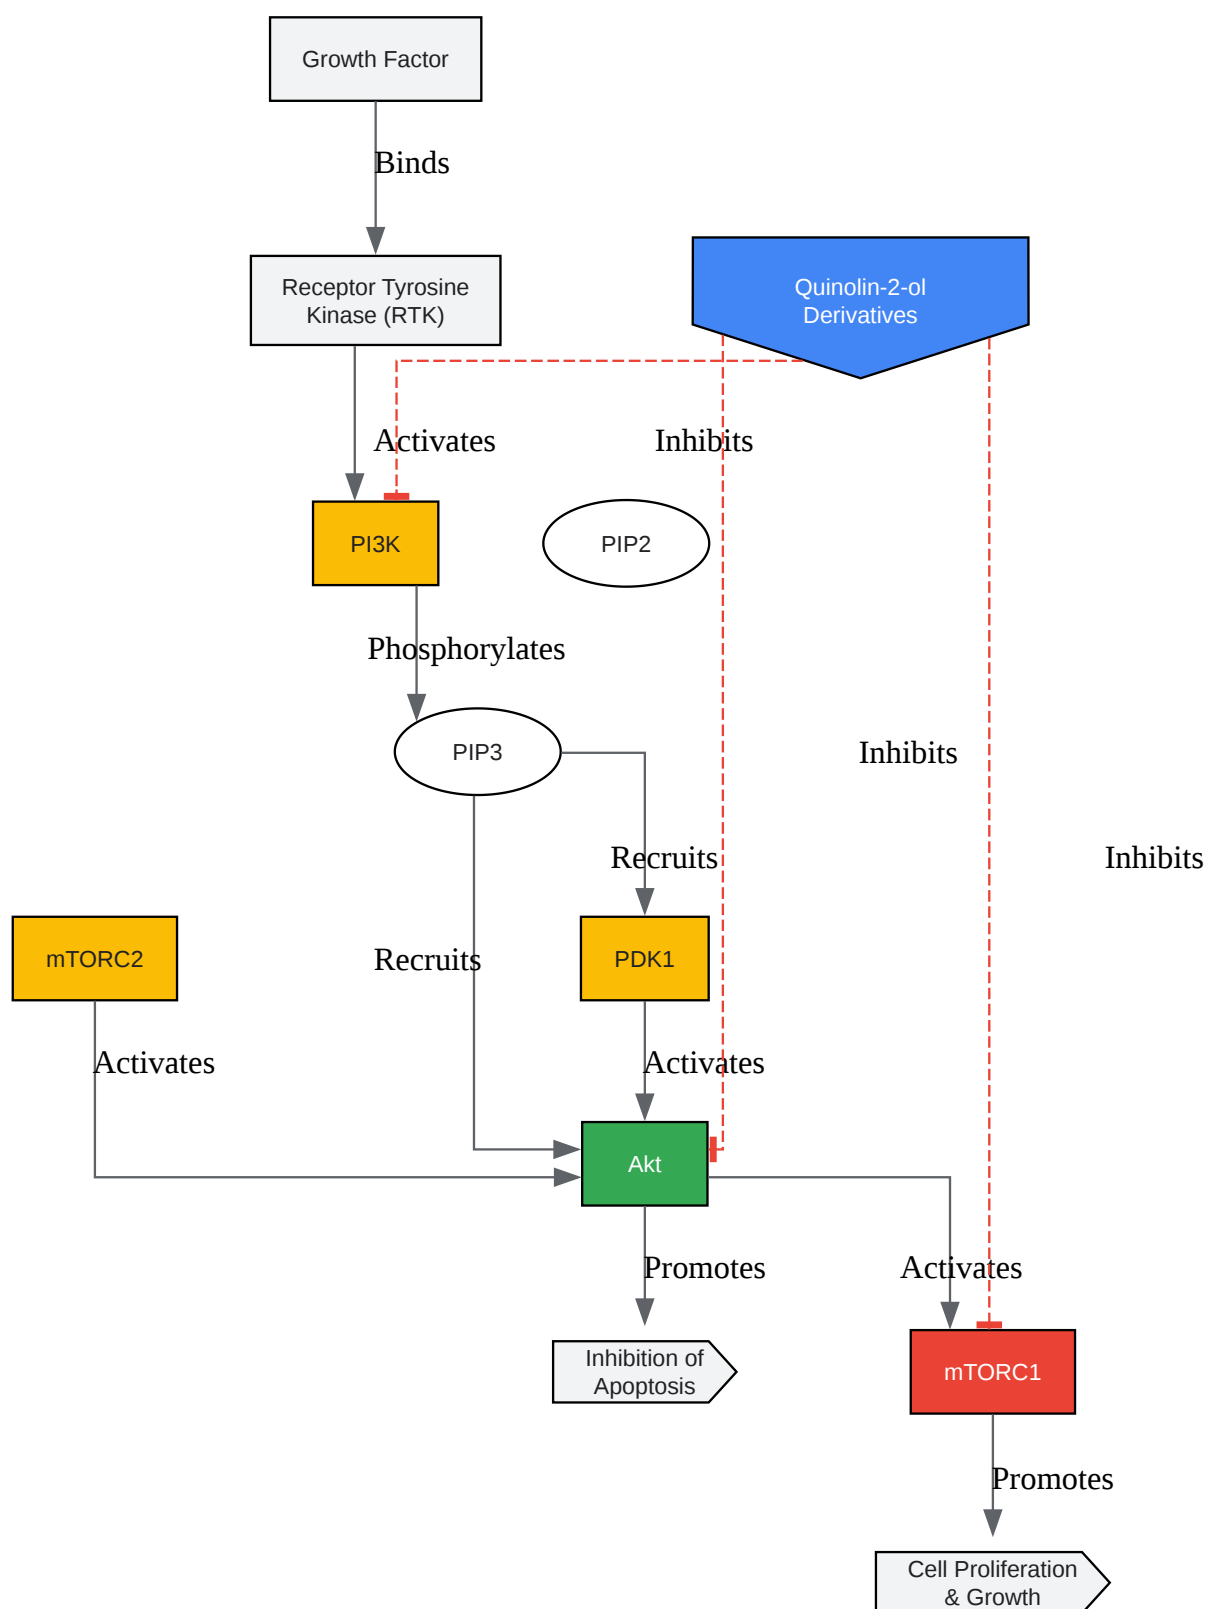 Growth Factor
Binds
Receptor Tyrosine
Kinase (RTK)
Quinolin-2-ol
Derivatives
Activates
Inhibits
PI3K
PIP2
Phosphorylates
PIP3
Inhibits
Recruits
Inhibits
mTORC2
Recruits
PDK1
Activates
Activates
Akt
Promotes
Activates
Inhibition of
Apoptosis
mTORC1
Promotes
Cell Proliferation
& Growth